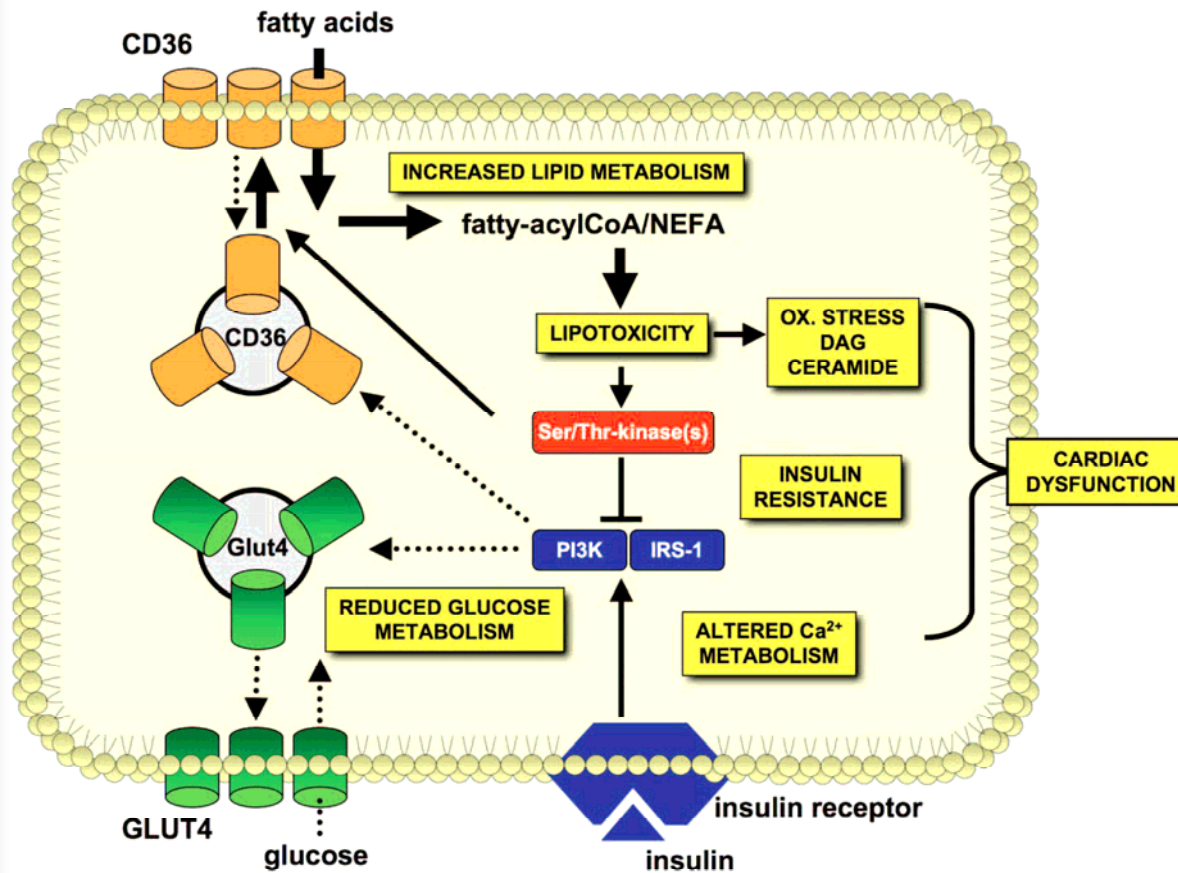 fatty acids
CD36
INCREASED LIPID METABOLISM
fatty-acylCoA/NEFA
LIPOTOXICITY
OX. STRESS
DAG
CERAMIDE
CD36
Ser/Thr-kinase(s)
INSULIN
RESISTANCE
CARDIAC
DYSFUNCTION
Glut4
PI3K
IRS-1
REDUCED GLUCOSE
METABOLISM
ALTERED Ca²⁺
METABOLISM
GLUT4
glucose
insulin receptor
insulin